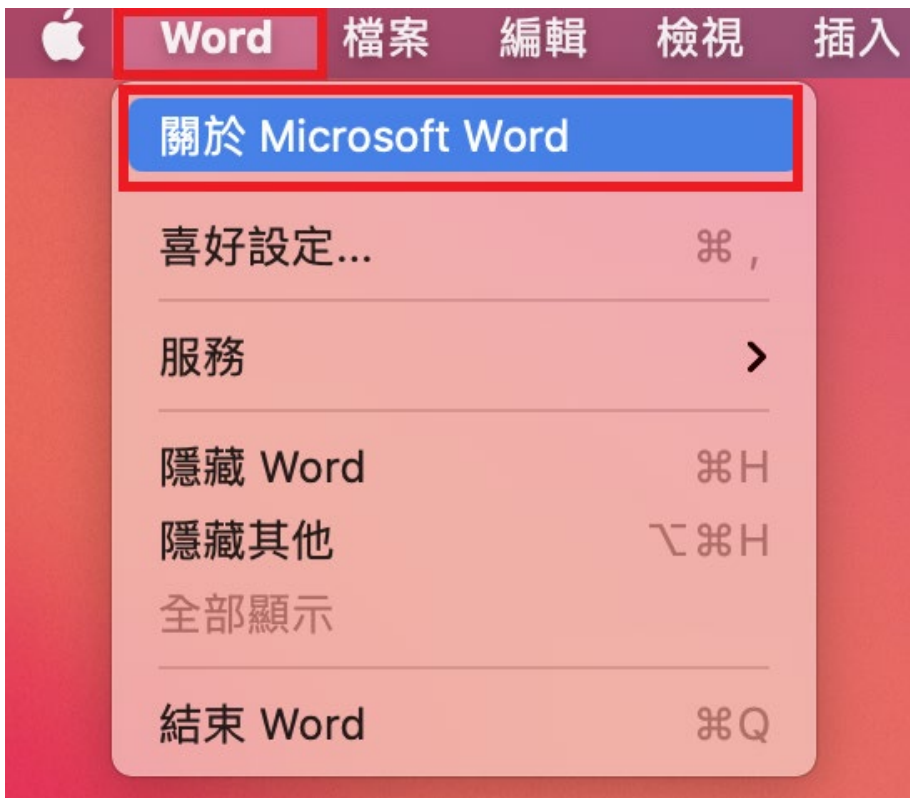 Word 檔案 編輯 檢視 插入
關於 Microsoft Word
喜好設定... ⌘ ,
服務
隱藏 Word ⌘H
隱藏其他 ⌥⌘H
全部顯示
結束 Word ⌘Q